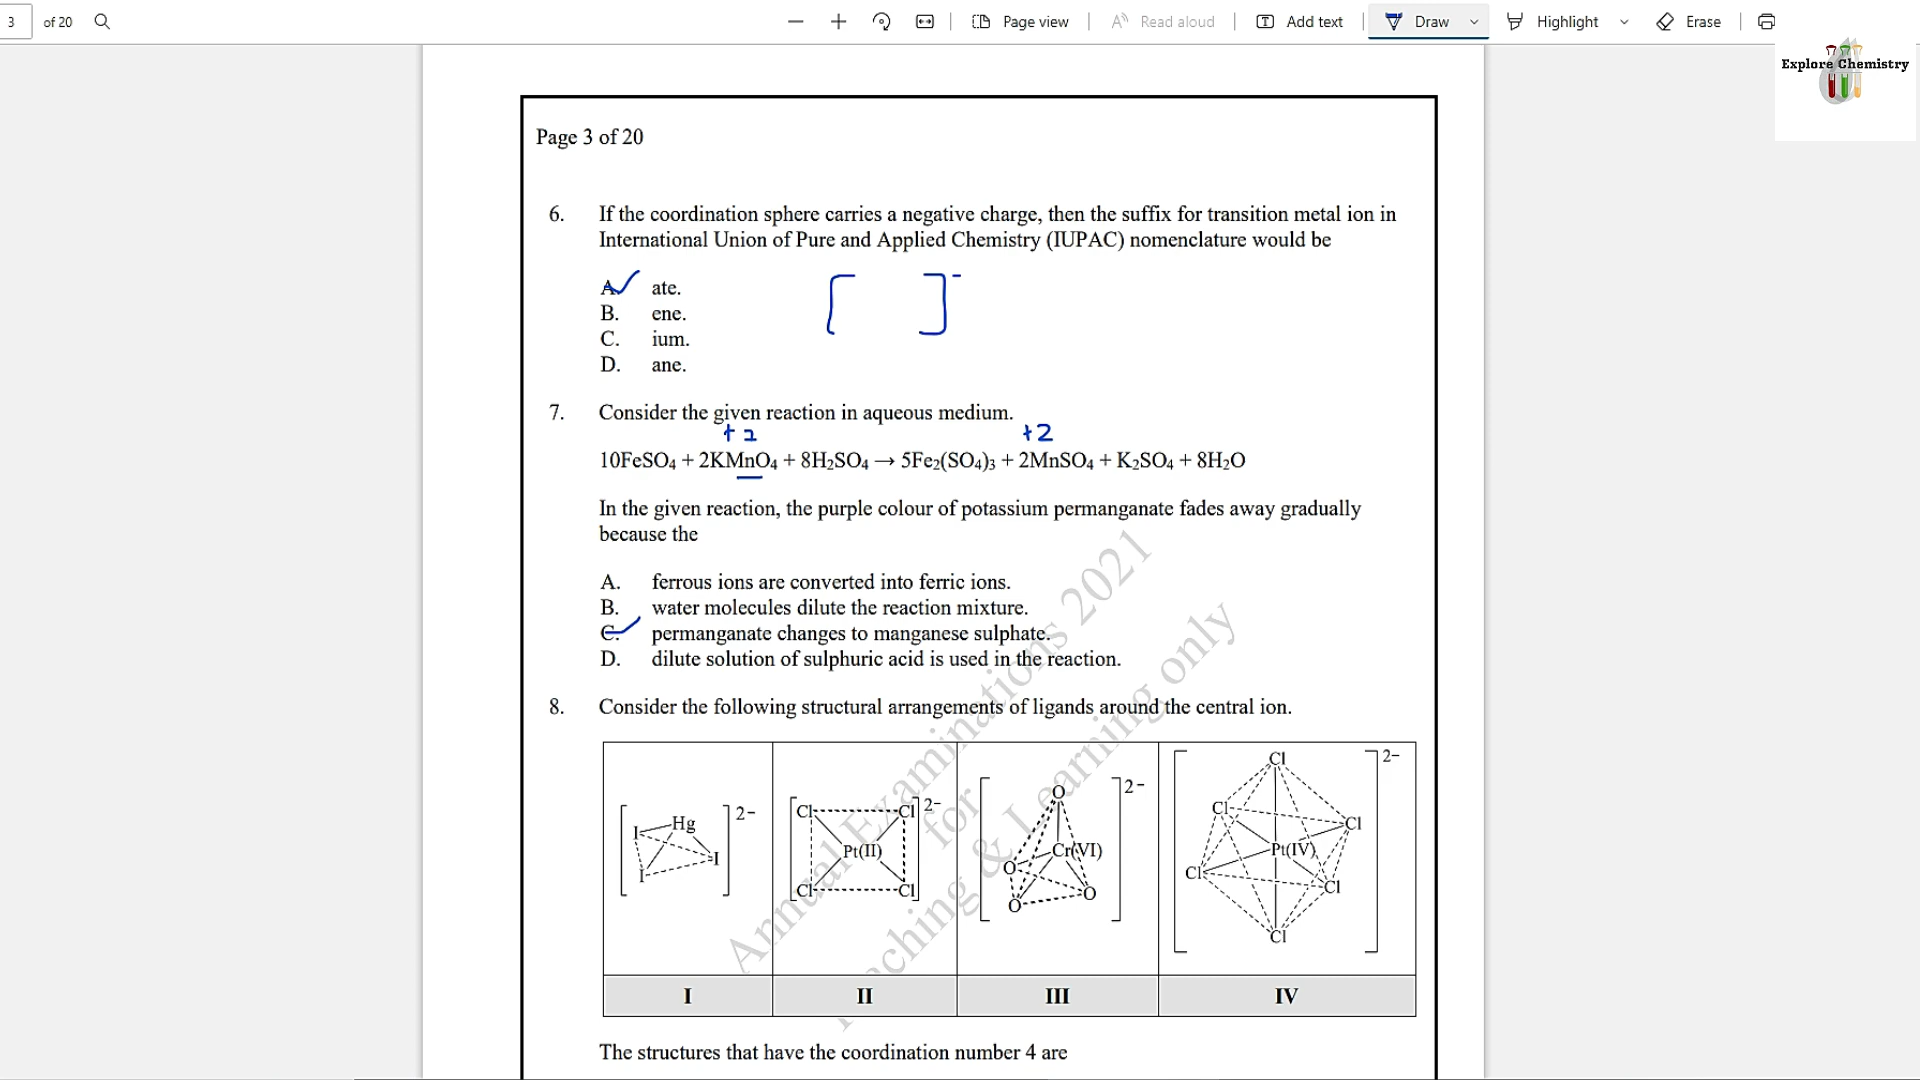 3 of 20 Page view Read aloud Add text Draw Highlight Erase
Explore Chemistry
Page 3 of 20
6. If the coordination sphere carries a negative charge, then the suffix for transition metal ion in
International Union of Pure and Applied Chemistry (IUPAC) nomenclature would be
A. ate.
B. ene.
C. ium.
D. ane.
[ ]⁻
7. Consider the given reaction in aqueous medium.
+2 +2
10FeSO₄ + 2KMnO₄ + 8H₂SO₄ → 5Fe₂(SO₄)₃ + 2MnSO₄ + K₂SO₄ + 8H₂O
In the given reaction, the purple colour of potassium permanganate fades away gradually
because the
A. ferrous ions are converted into ferric ions.
B. water molecules dilute the reaction mixture.
C. permanganate changes to manganese sulphate.
D. dilute solution of sulphuric acid is used in the reaction.
8. Consider the following structural arrangements of ligands around the central ion.
Hg I I I 2−
Cl Cl Pt(II) Cl Cl 2−
O Cr(VI) O O O 2−
Cl Cl Cl Pt(IV) Cl Cl Cl 2−
I II III IV
The structures that have the coordination number 4 are
Annual Examinations 2021
for
& Learning only